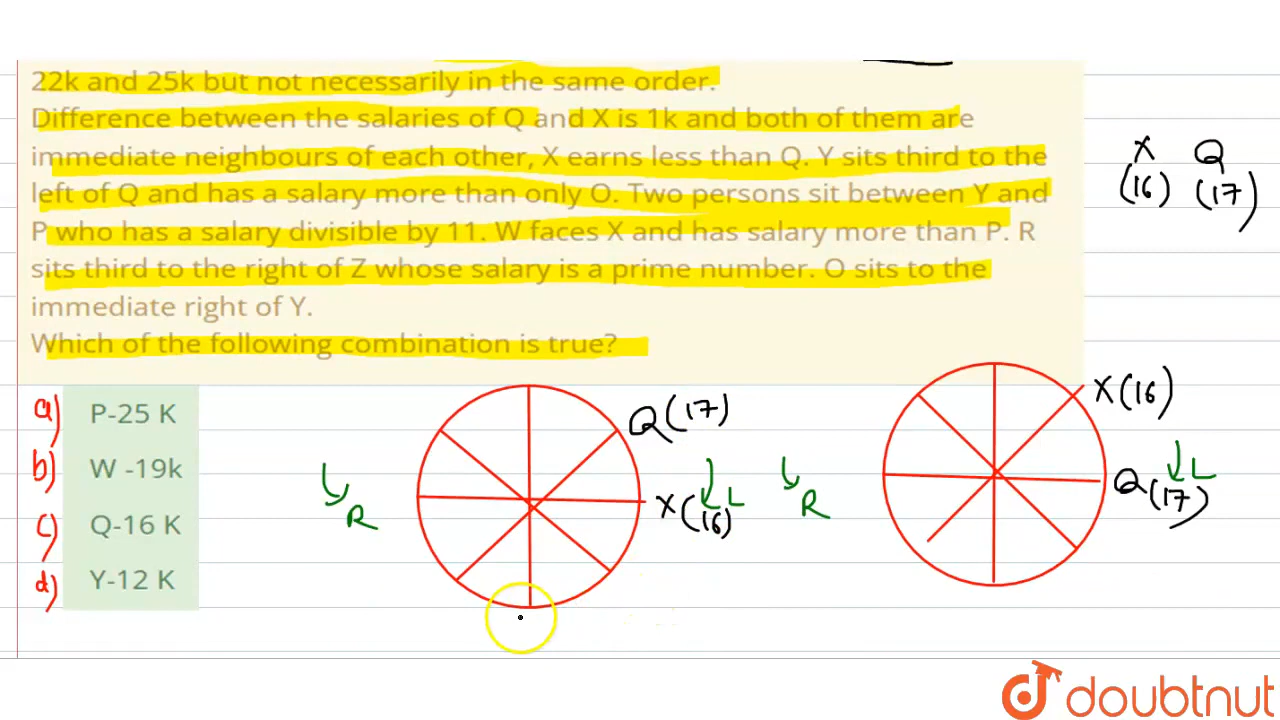 22k and 25k but not necessarily in the same order.
Difference between the salaries of Q and X is 1k and both of them are
immediate neighbours of each other, X earns less than Q. Y sits third to the
left of Q and has a salary more than only O. Two persons sit between Y and
P who has a salary divisible by 11. W faces X and has salary more than P. R
sits third to the right of Z whose salary is a prime number. O sits to the
immediate right of Y.
Which of the following combination is true?
X Q
(16) (17)
a) P-25 K
b) W -19k
c) Q-16 K
d) Y-12 K
Q(17)
X(16)
L
R
X(16)
Q(17)
L
R
doubtnut